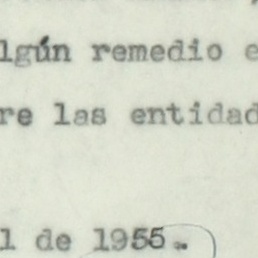 lgún remedio e
re las entidad
l de 1955.